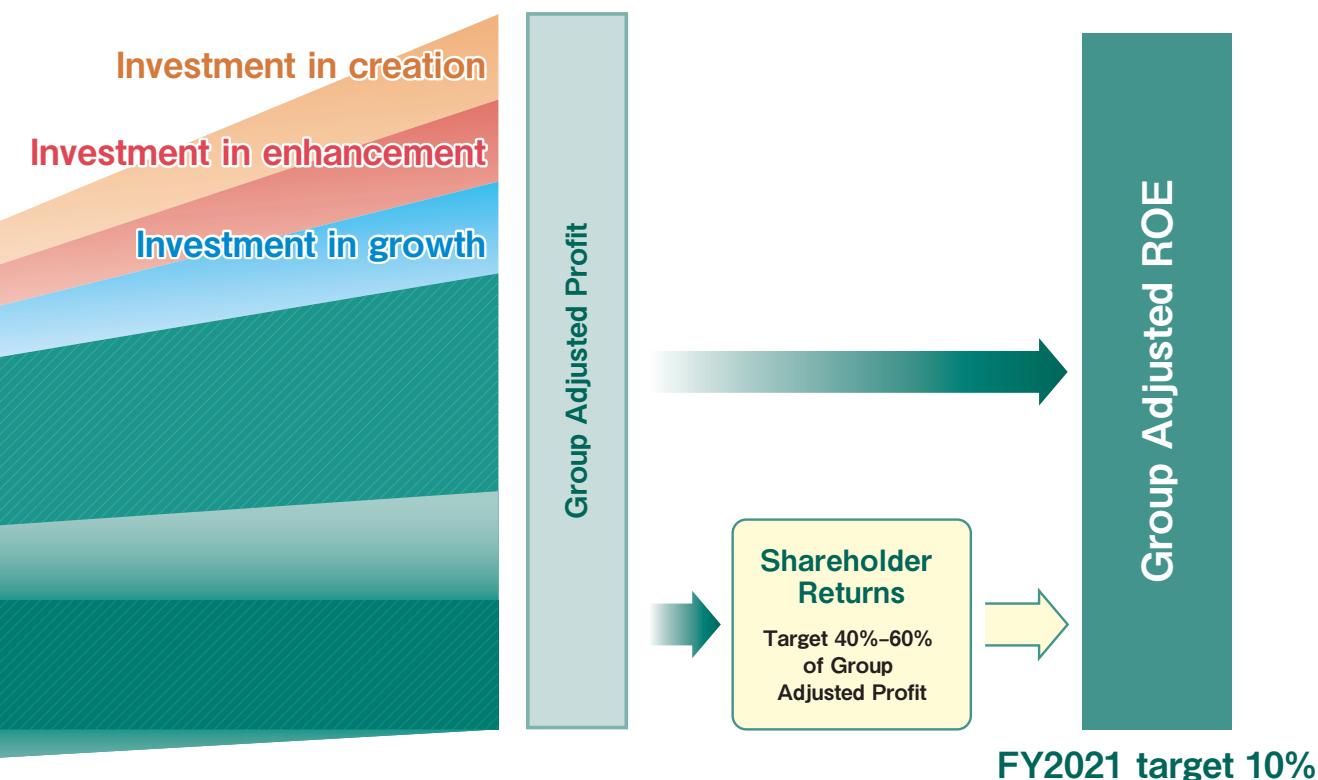 Investment in creation
Investment in enhancement
Investment in growth
Group Adjusted Profit
Shareholder
Returns
Target 40%–60%
of Group
Adjusted Profit
Group Adjusted ROE
FY2021 target 10%